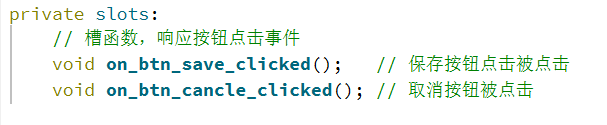 private slots:
// 槽函数，响应按钮点击事件
void on_btn_save_clicked(); // 保存按钮点击被点击
void on_btn_cancle_clicked(); // 取消按钮被点击